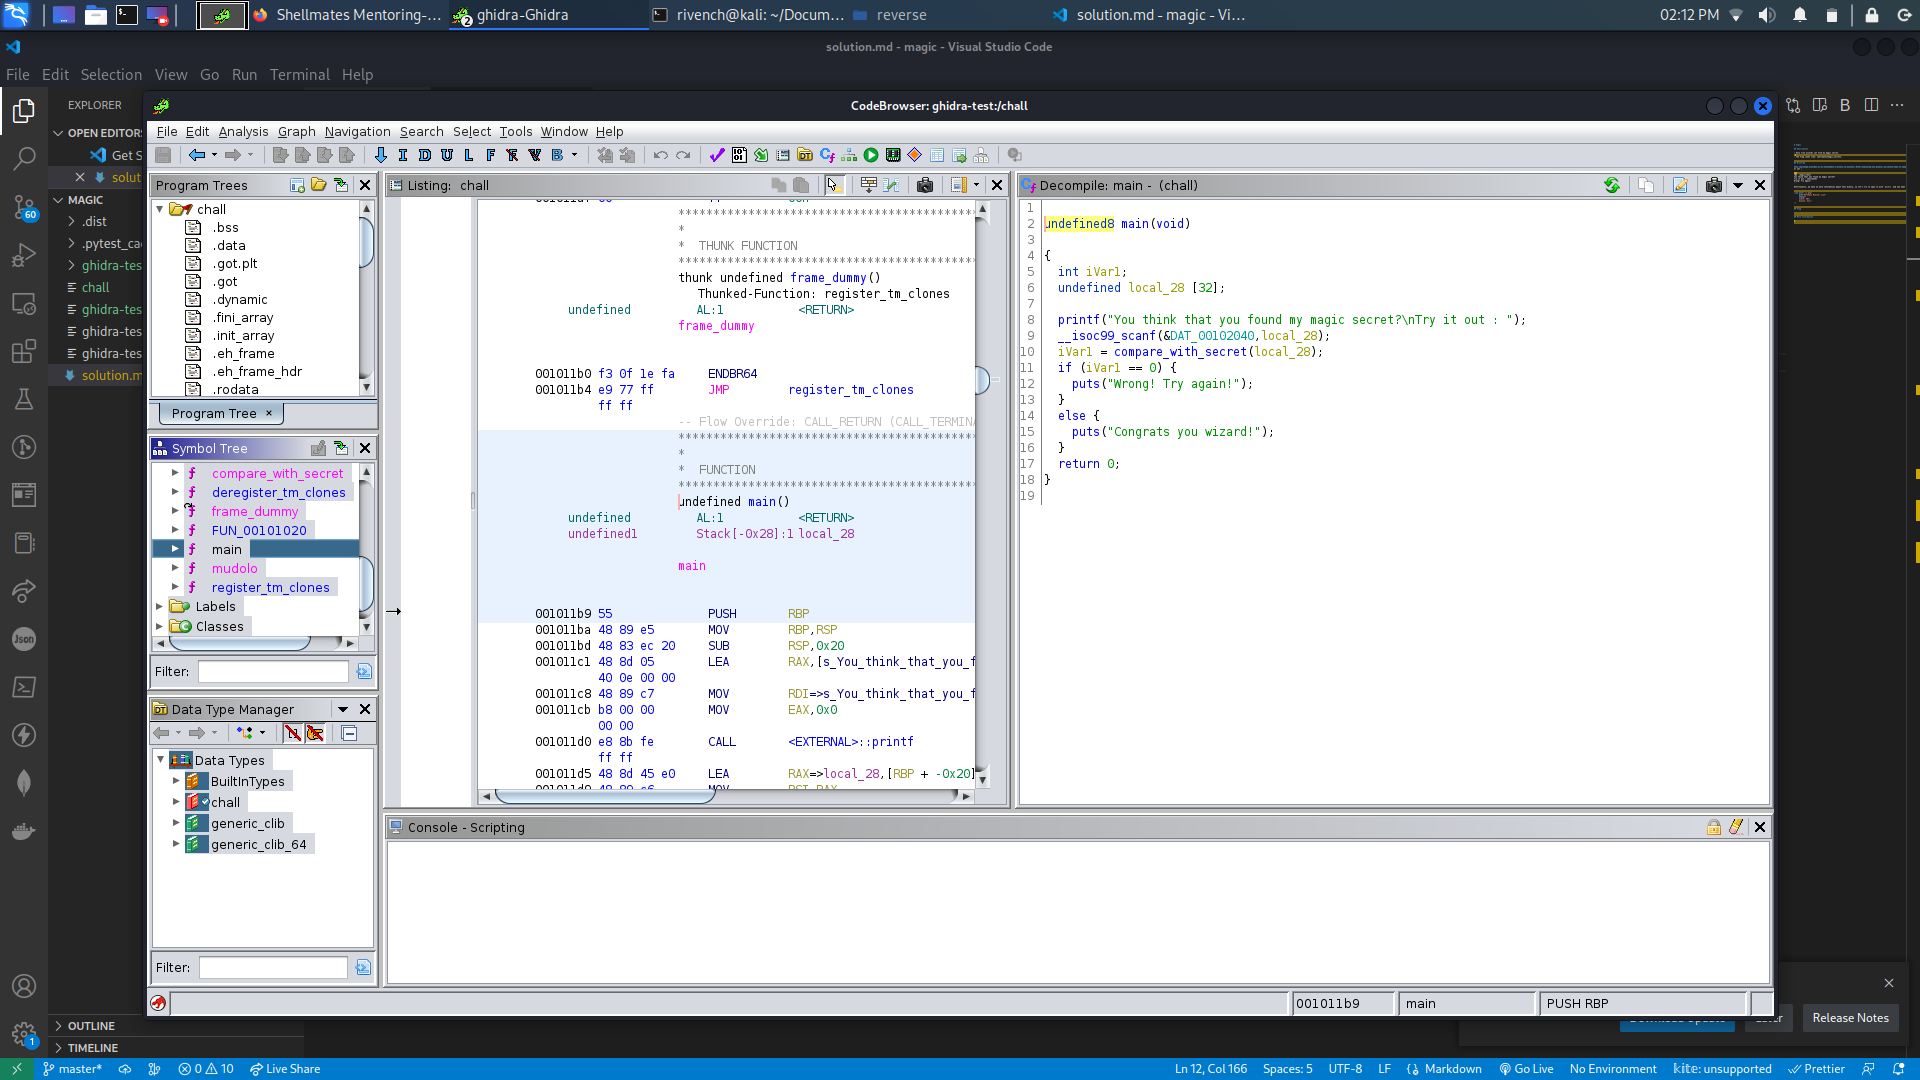 Shellmates Mentoring-...
ghidra-Ghidra
rivench@kali: ~/Docum...
reverse
solution.md - magic - Vi...
02:12 PM
solution.md - magic - Visual Studio Code
File Edit Selection View Go Run Terminal Help
EXPLORER
OPEN EDITORS
Get S
solut
MAGIC
.dist
.pytest_ca
ghidra-tes
chall
ghidra-tes
ghidra-tes
ghidra-tes
solution.m
OUTLINE
TIMELINE
60
Json
1
CodeBrowser: ghidra-test:/chall
File Edit Analysis Graph Navigation Search Select Tools Window Help
I D U L F B
Program Trees
chall
.bss
.data
.got.plt
.got
.dynamic
.fini_array
.init_array
.eh_frame
.eh_frame_hdr
.rodata
Program Tree ×
Symbol Tree
compare_with_secret
deregister_tm_clones
frame_dummy
FUN_00101020
main
mudolo
register_tm_clones
Labels
Classes
Filter:
Data Type Manager
Data Types
BuiltInTypes
chall
generic_clib
generic_clib_64
Filter:
Listing: chall
*
* THUNK FUNCTION
thunk undefined frame_dummy()
Thunked-Function: register_tm_clones
undefined AL:1 <RETURN>
frame_dummy
001011b0 f3 0f 1e fa ENDBR64
001011b4 e9 77 ff JMP register_tm_clones
ff ff
-- Flow Override: CALL_RETURN (CALL_TERMINA
*
* FUNCTION
undefined main()
undefined AL:1 <RETURN>
undefined1 Stack[-0x28]:1 local_28
main
001011b9 55 PUSH RBP
001011ba 48 89 e5 MOV RBP,RSP
001011bd 48 83 ec 20 SUB RSP,0x20
001011c1 48 8d 05 LEA RAX,[s_You_think_that_you_f
40 0e 00 00
001011c8 48 89 c7 MOV RDI=>s_You_think_that_you_f
001011cb b8 00 00 MOV EAX,0x0
00 00
001011d0 e8 8b fe CALL <EXTERNAL>::printf
ff ff
001011d5 48 8d 45 e0 LEA RAX=>local_28,[RBP + -0x20]
Decompile: main - (chall)
1
2 undefined8 main(void)
3
4 {
5 int iVar1;
6 undefined local_28 [32];
7
8 printf("You think that you found my magic secret?\nTry it out : ");
9 __isoc99_scanf(&DAT_00102040,local_28);
10 iVar1 = compare_with_secret(local_28);
11 if (iVar1 == 0) {
12 puts("Wrong! Try again!");
13 }
14 else {
15 puts("Congrats you wizard!");
16 }
17 return 0;
18 }
19
Console - Scripting
001011b9
main
PUSH RBP
Release Notes
master*
0 10
Live Share
Ln 12, Col 166
Spaces: 5
UTF-8
LF
Markdown
Go Live
No Environment
kite: unsupported
Prettier